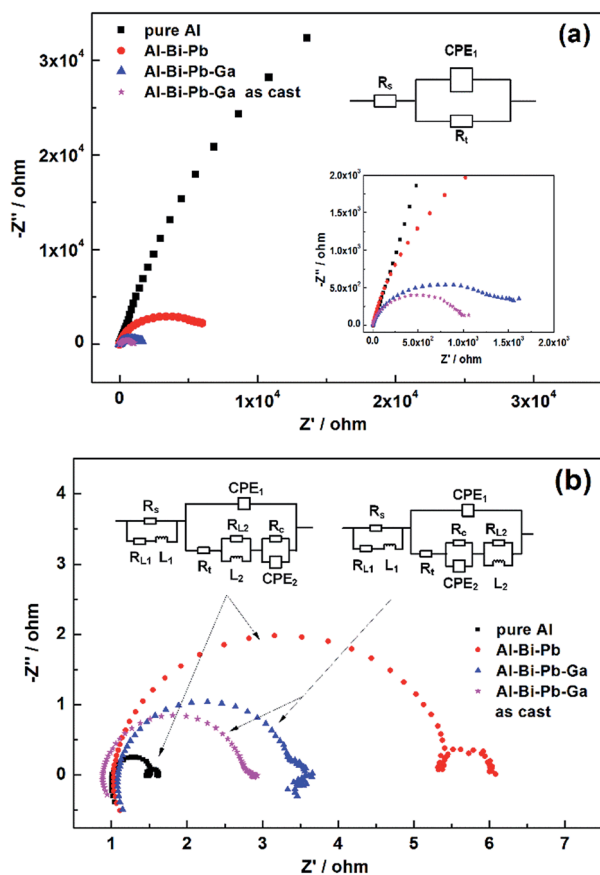 (a)
pure Al
Al-Bi-Pb
Al-Bi-Pb-Ga
Al-Bi-Pb-Ga as cast
CPE1
Rs
Rt
3x10^4
2x10^4
1x10^4
0
-Z'' / ohm
2.0x10^3
1.5x10^3
1.0x10^3
5.0x10^2
0.0
-Z'' / ohm
0.0 5.0x10^2 1.0x10^3 1.5x10^3 2.0x10^3
Z' / ohm
0 1x10^4 2x10^4 3x10^4
Z' / ohm
(b)
CPE1
Rs
RL1 L1
Rt
RL2
L2
Rc
CPE2
CPE1
Rs
RL1 L1
Rt
Rc
CPE2
RL2
L2
pure Al
Al-Bi-Pb
Al-Bi-Pb-Ga
Al-Bi-Pb-Ga
as cast
4
3
2
1
0
-Z'' / ohm
1 2 3 4 5 6 7
Z' / ohm